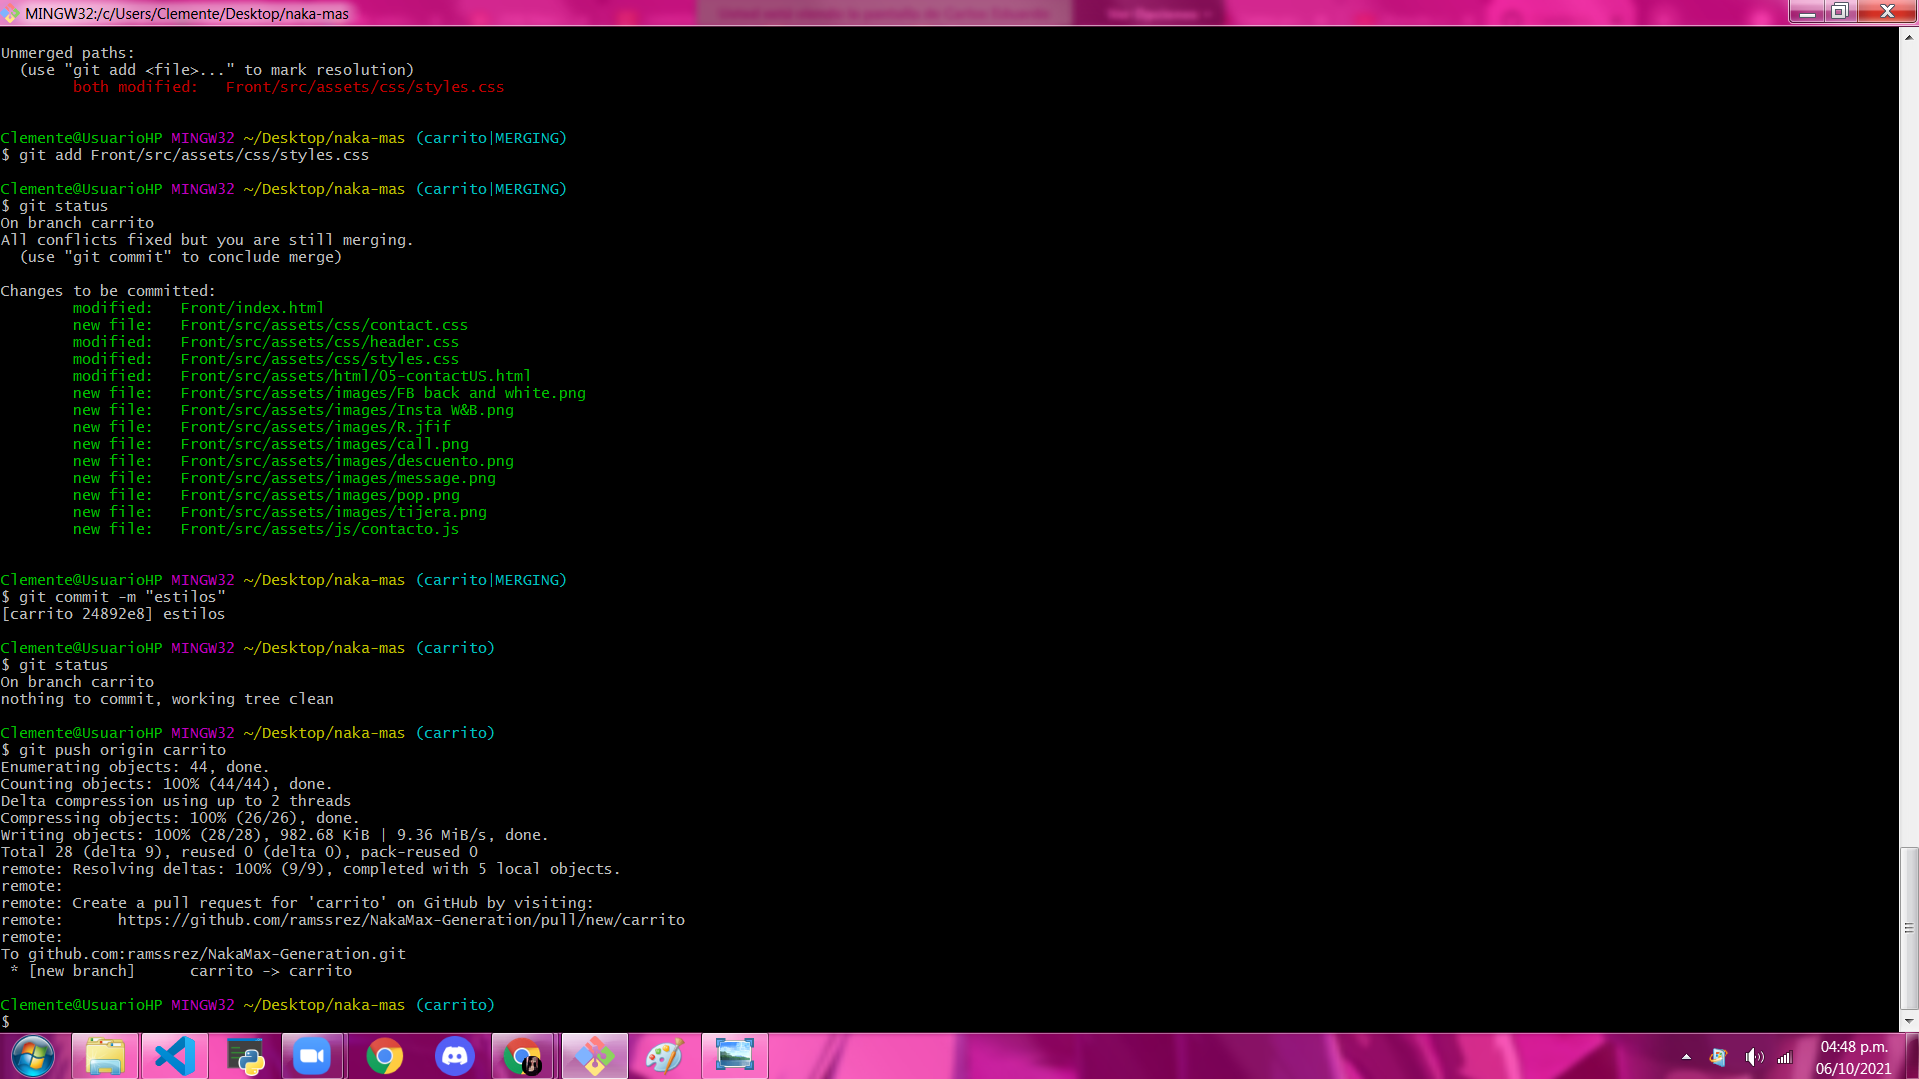 MINGW32:/c/Users/Clemente/Desktop/naka-mas
Unmerged paths:
(use "git add <file>..." to mark resolution)
both modified: Front/src/assets/css/styles.css
Clemente@UsuarioHP MINGW32 ~/Desktop/naka-mas (carrito|MERGING)
$ git add Front/src/assets/css/styles.css
Clemente@UsuarioHP MINGW32 ~/Desktop/naka-mas (carrito|MERGING)
$ git status
On branch carrito
All conflicts fixed but you are still merging.
(use "git commit" to conclude merge)
Changes to be committed:
modified: Front/index.html
new file: Front/src/assets/css/contact.css
modified: Front/src/assets/css/header.css
modified: Front/src/assets/css/styles.css
modified: Front/src/assets/html/05-contactUS.html
new file: Front/src/assets/images/FB back and white.png
new file: Front/src/assets/images/Insta W&B.png
new file: Front/src/assets/images/R.jfif
new file: Front/src/assets/images/call.png
new file: Front/src/assets/images/descuento.png
new file: Front/src/assets/images/message.png
new file: Front/src/assets/images/pop.png
new file: Front/src/assets/images/tijera.png
new file: Front/src/assets/js/contacto.js
Clemente@UsuarioHP MINGW32 ~/Desktop/naka-mas (carrito|MERGING)
$ git commit -m "estilos"
[carrito 24892e8] estilos
Clemente@UsuarioHP MINGW32 ~/Desktop/naka-mas (carrito)
$ git status
On branch carrito
nothing to commit, working tree clean
Clemente@UsuarioHP MINGW32 ~/Desktop/naka-mas (carrito)
$ git push origin carrito
Enumerating objects: 44, done.
Counting objects: 100% (44/44), done.
Delta compression using up to 2 threads
Compressing objects: 100% (26/26), done.
Writing objects: 100% (28/28), 982.68 KiB | 9.36 MiB/s, done.
Total 28 (delta 9), reused 0 (delta 0), pack-reused 0
remote: Resolving deltas: 100% (9/9), completed with 5 local objects.
remote:
remote: Create a pull request for 'carrito' on GitHub by visiting:
remote: https://github.com/ramssrez/NakaMax-Generation/pull/new/carrito
remote:
To github.com:ramssrez/NakaMax-Generation.git
* [new branch] carrito -> carrito
Clemente@UsuarioHP MINGW32 ~/Desktop/naka-mas (carrito)
$
04:48 p.m.
06/10/2021